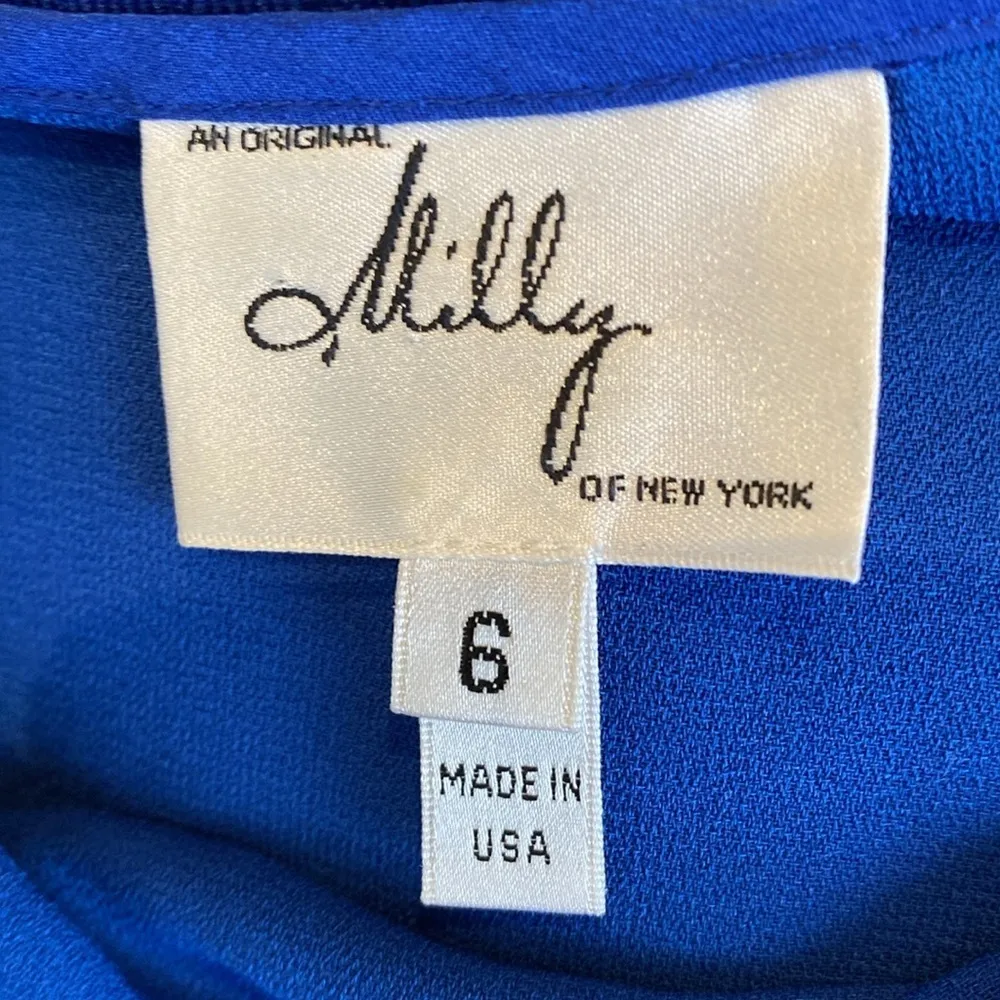 AN ORIGINAL
Milly
OF NEW YORK
6
MADE IN
USA